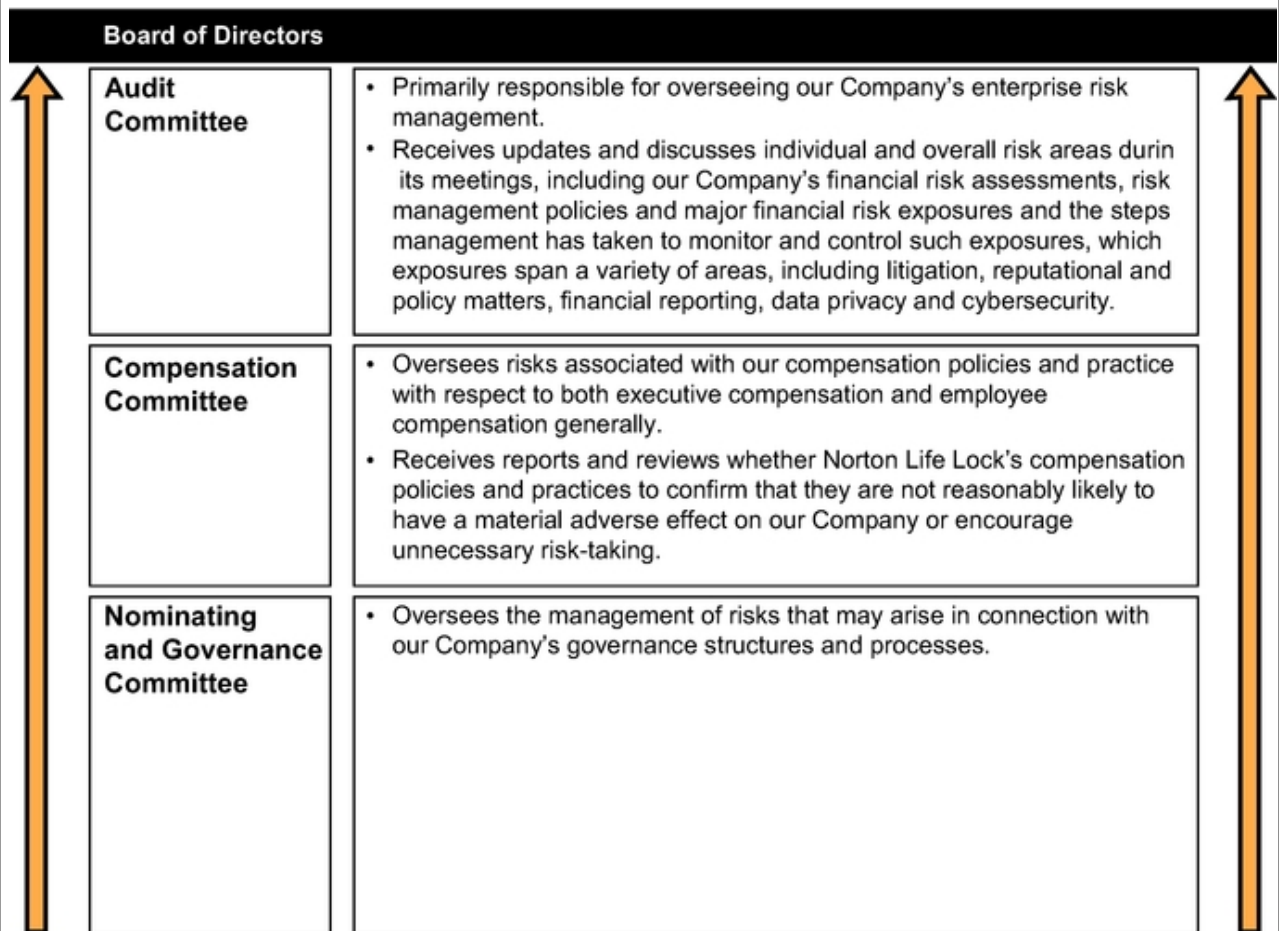 Board of Directors
Audit
Committee
• Primarily responsible for overseeing our Company's enterprise risk
management.
• Receives updates and discusses individual and overall risk areas durin
its meetings, including our Company's financial risk assessments, risk
management policies and major financial risk exposures and the steps
management has taken to monitor and control such exposures, which
exposures span a variety of areas, including litigation, reputational and
policy matters, financial reporting, data privacy and cybersecurity.
Compensation
Committee
• Oversees risks associated with our compensation policies and practice
with respect to both executive compensation and employee
compensation generally.
• Receives reports and reviews whether Norton Life Lock's compensation
policies and practices to confirm that they are not reasonably likely to
have a material adverse effect on our Company or encourage
unnecessary risk-taking.
Nominating
and Governance
Committee
• Oversees the management of risks that may arise in connection with
our Company's governance structures and processes.